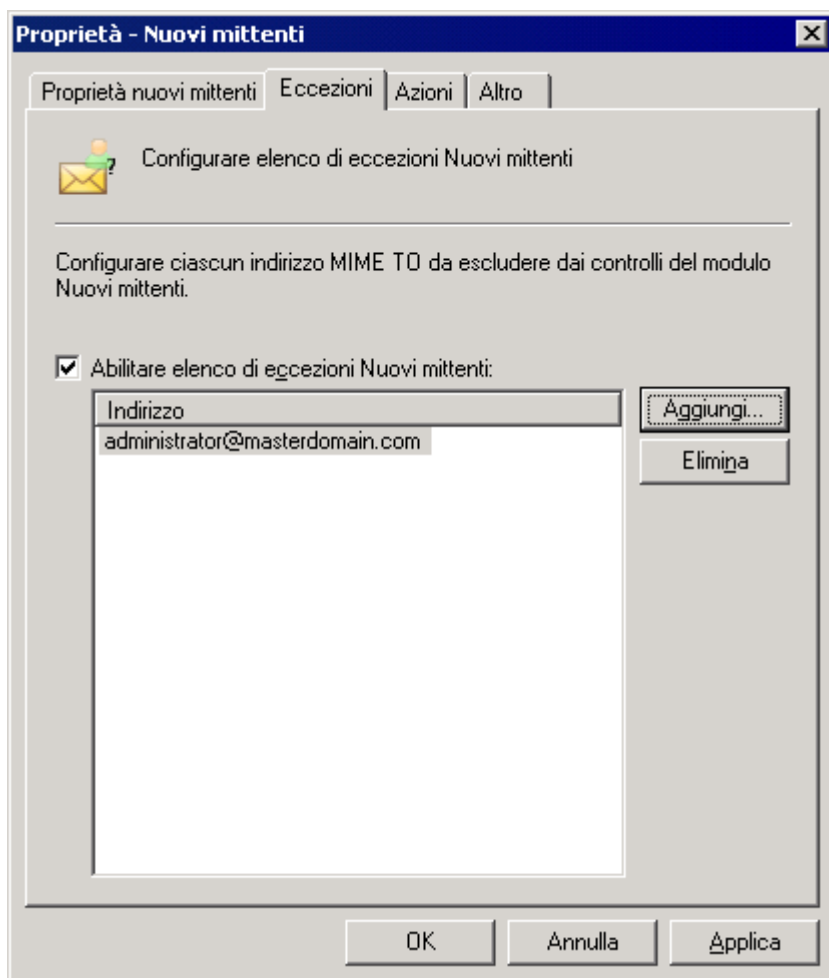 Proprietà - Nuovi mittenti
Proprietà nuovi mittenti Eccezioni Azioni Altro
?
Configurare elenco di eccezioni Nuovi mittenti
Configurare ciascun indirizzo MIME TO da escludere dai controlli del modulo
Nuovi mittenti.
Abilitare elenco di eccezioni Nuovi mittenti:
Indirizzo
Aggiungi...
administrator@masterdomain.com
Elimina
OK Annulla Applica